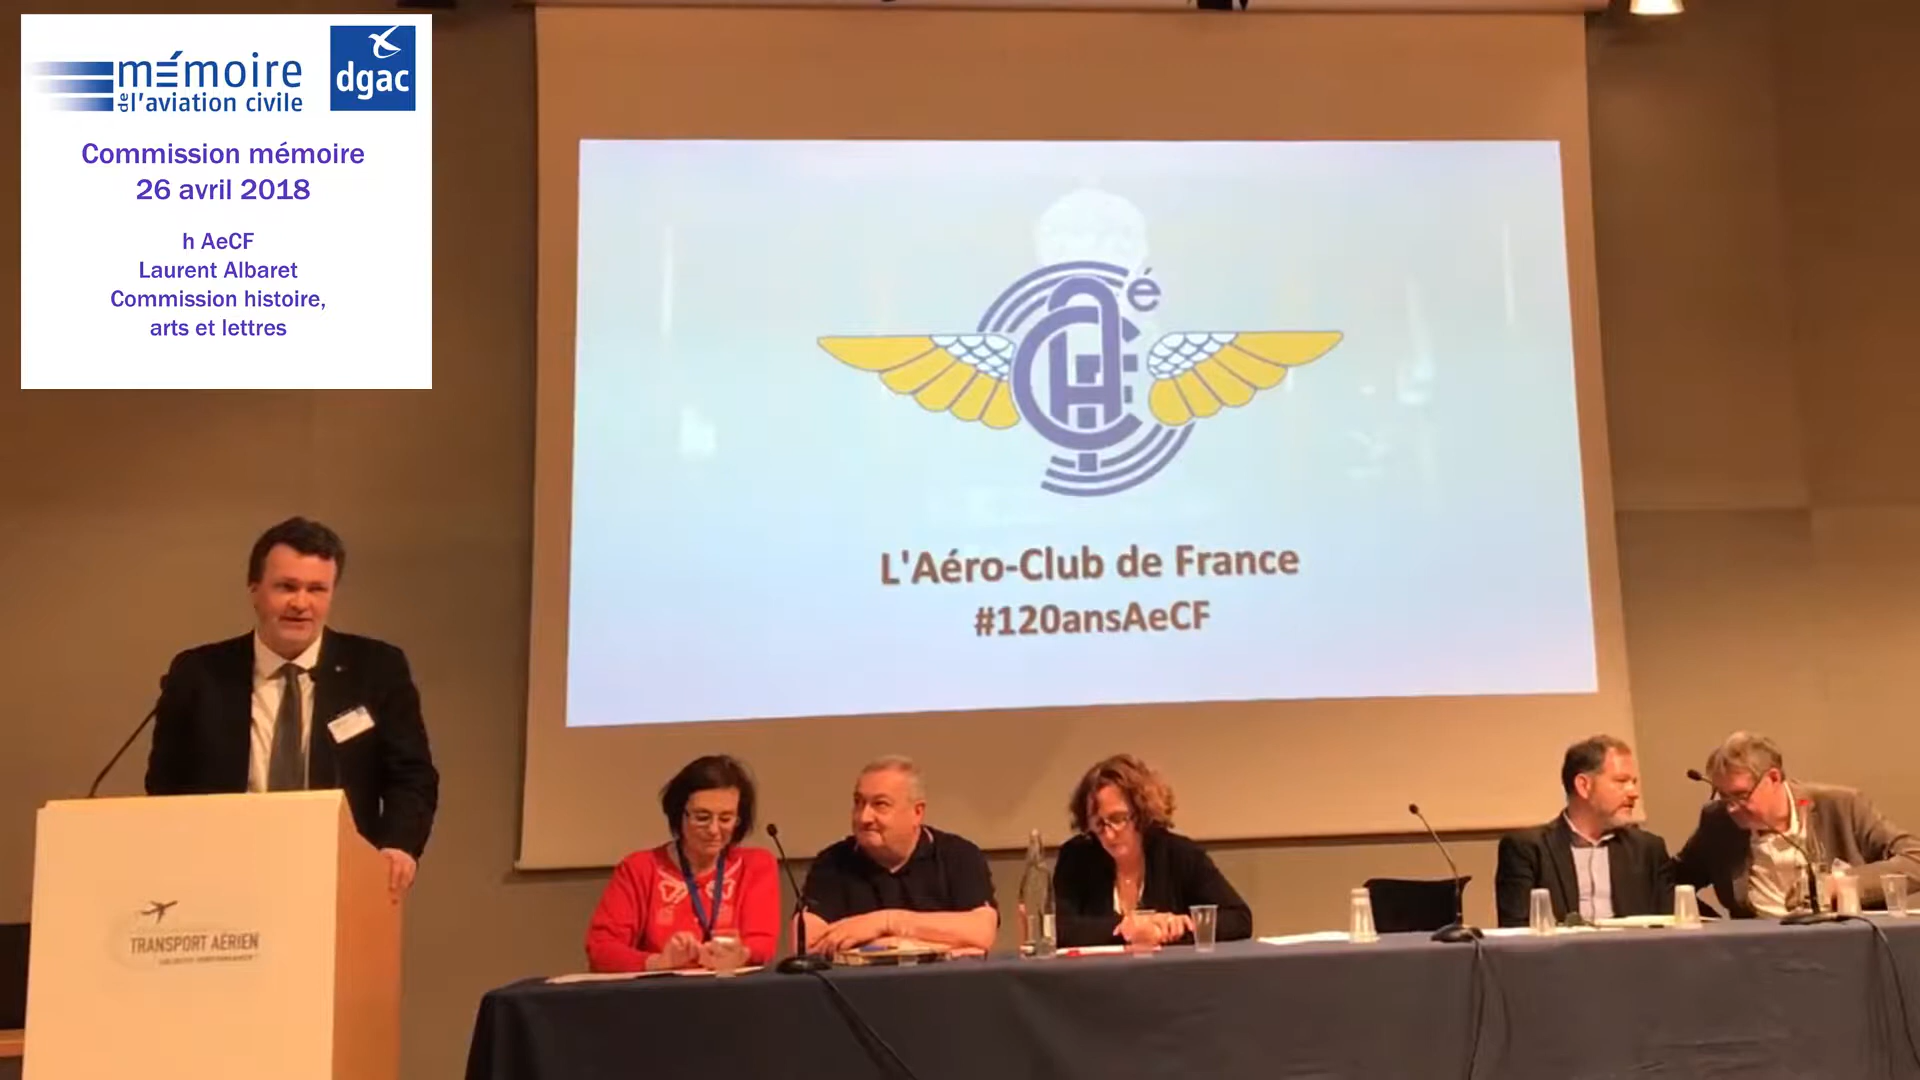 mémoire
de l'aviation civile
dgac
Commission mémoire
26 avril 2018
h AeCF
Laurent Albaret
Commission histoire,
arts et lettres
Aé
L'Aéro-Club de France
#120ansAeCF
TRANSPORT AÉRIEN